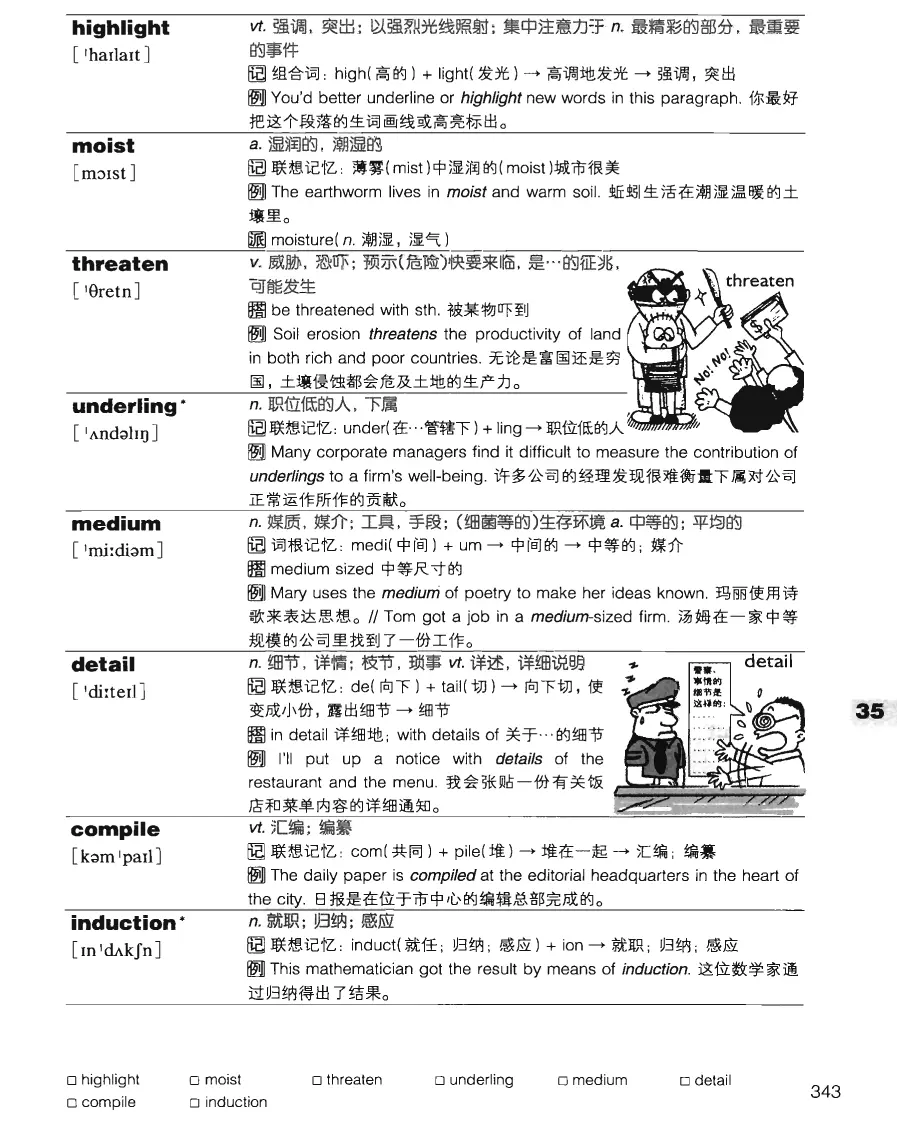 highlight
[ˈhaɪlaɪt]
vt. 强调，突出；以强烈光线照射；集中注意力于 n. 最精彩的部分，最重要
的事件
记 组合词：high(高的) + light(发光) → 高调地发光 → 强调，突出
例 You'd better underline or highlight new words in this paragraph. 你最好
把这个段落的生词画线或高亮标出。
moist
[mɔɪst]
a. 湿润的，潮湿的
记 联想记忆：薄雾(mist)中湿润的(moist)城市很美
例 The earthworm lives in moist and warm soil. 蚯蚓生活在潮湿温暖的土
壤里。
派 moisture(n. 潮湿，湿气)
threaten
[ˈθretn]
v. 威胁，恐吓；预示(危险)快要来临，是…的征兆，
可能发生
搭 be threatened with sth. 被某物吓到
例 Soil erosion threatens the productivity of land
in both rich and poor countries. 无论是富国还是穷
国，土壤侵蚀都会危及土地的生产力。
threaten
No! No!
$
underling*
[ˈʌndəlɪŋ]
n. 职位低的人，下属
记 联想记忆：under(在…管辖下) + ling → 职位低的人
例 Many corporate managers find it difficult to measure the contribution of
underlings to a firm's well-being. 许多公司的经理发现很难衡量下属对公司
正常运作所作的贡献。
medium
[ˈmiːdiəm]
n. 媒质，媒介；工具，手段；(细菌等的)生存环境 a. 中等的；平均的
记 词根记忆：medi(中间) + um → 中间的 → 中等的；媒介
搭 medium sized 中等尺寸的
例 Mary uses the medium of poetry to make her ideas known. 玛丽使用诗
歌来表达思想。// Tom got a job in a medium-sized firm. 汤姆在一家中等
规模的公司里找到了一份工作。
detail
[ˈdiːteɪl]
n. 细节，详情；枝节，琐事 vt. 详述，详细说明
记 联想记忆：de(向下) + tail(切) → 向下切，使
变成小份，露出细节 → 细节
搭 in detail 详细地；with details of 关于…的细节
例 I'll put up a notice with details of the
restaurant and the menu. 我会张贴一份有关饭
店和菜单内容的详细通知。
detail
z z z z
警察，
事情的
细节是
这样的：
35
compile
[kəmˈpaɪl]
vt. 汇编；编纂
记 联想记忆：com(共同) + pile(堆) → 堆在一起 → 汇编；编纂
例 The daily paper is compiled at the editorial headquarters in the heart of
the city. 日报是在位于市中心的编辑总部完成的。
induction*
[ɪnˈdʌkʃn]
n. 就职；归纳；感应
记 联想记忆：induct(就任；归纳；感应) + ion → 就职；归纳；感应
例 This mathematician got the result by means of induction. 这位数学家通
过归纳得出了结果。
□ highlight □ moist □ threaten □ underling □ medium □ detail
□ compile □ induction
343